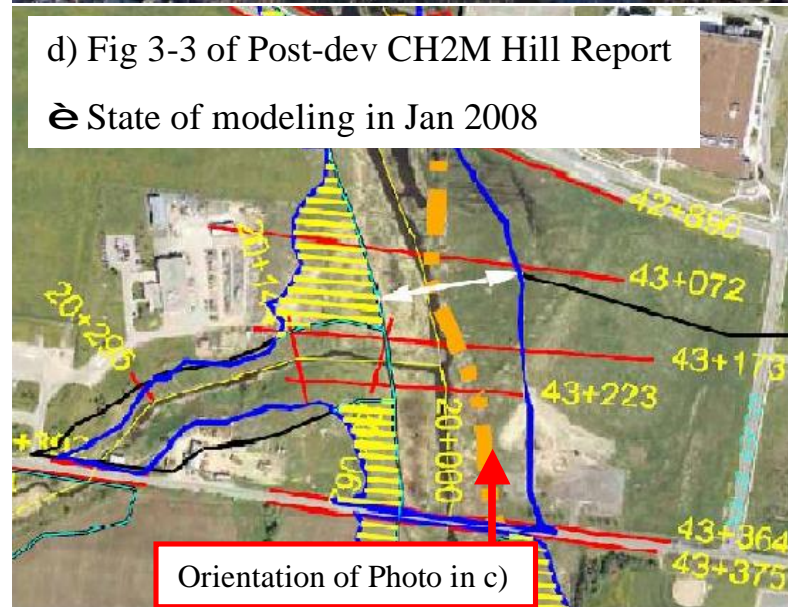 d) Fig 3-3 of Post-dev CH2M Hill Report
è State of modeling in Jan 2008
42+890
43+072
43+173
43+223
20+295
20+000
43+364
43+375
Orientation of Photo in c)